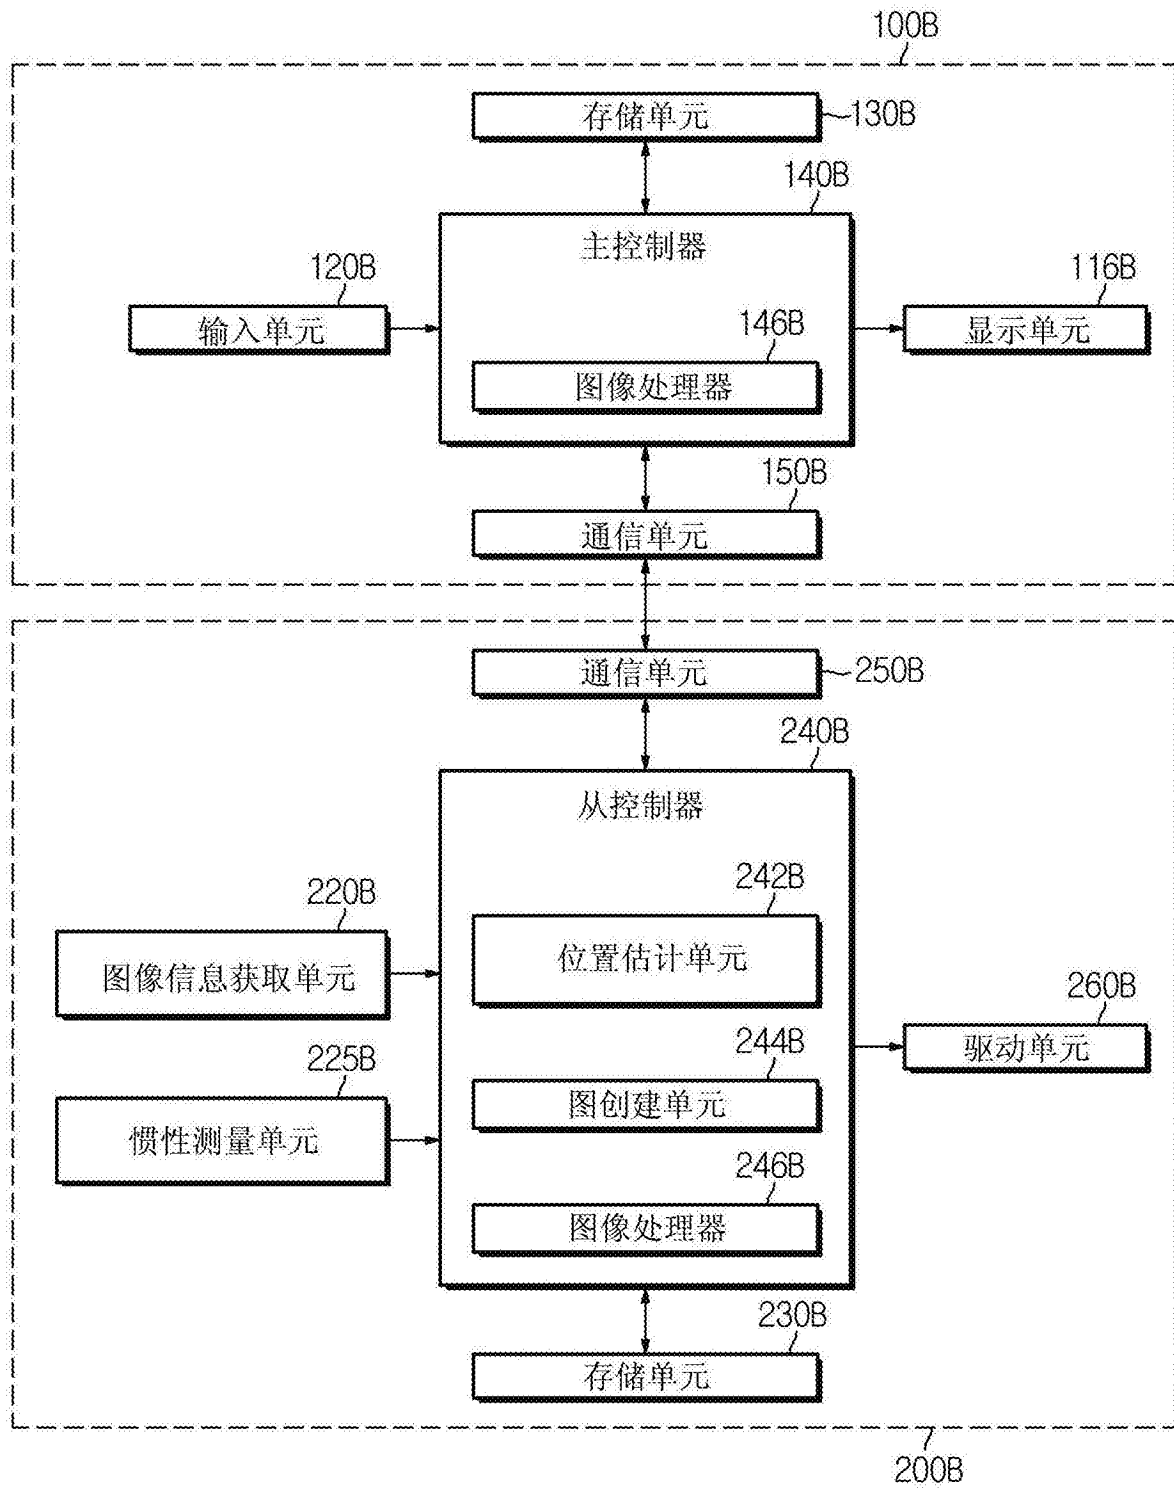 100B
存储单元
130B
140B
主控制器
120B
输入单元
116B
显示单元
146B
图像处理器
150B
通信单元
通信单元
250B
240B
从控制器
242B
位置估计单元
220B
图像信息获取单元
260B
驱动单元
244B
图创建单元
225B
惯性测量单元
246B
图像处理器
230B
存储单元
200B